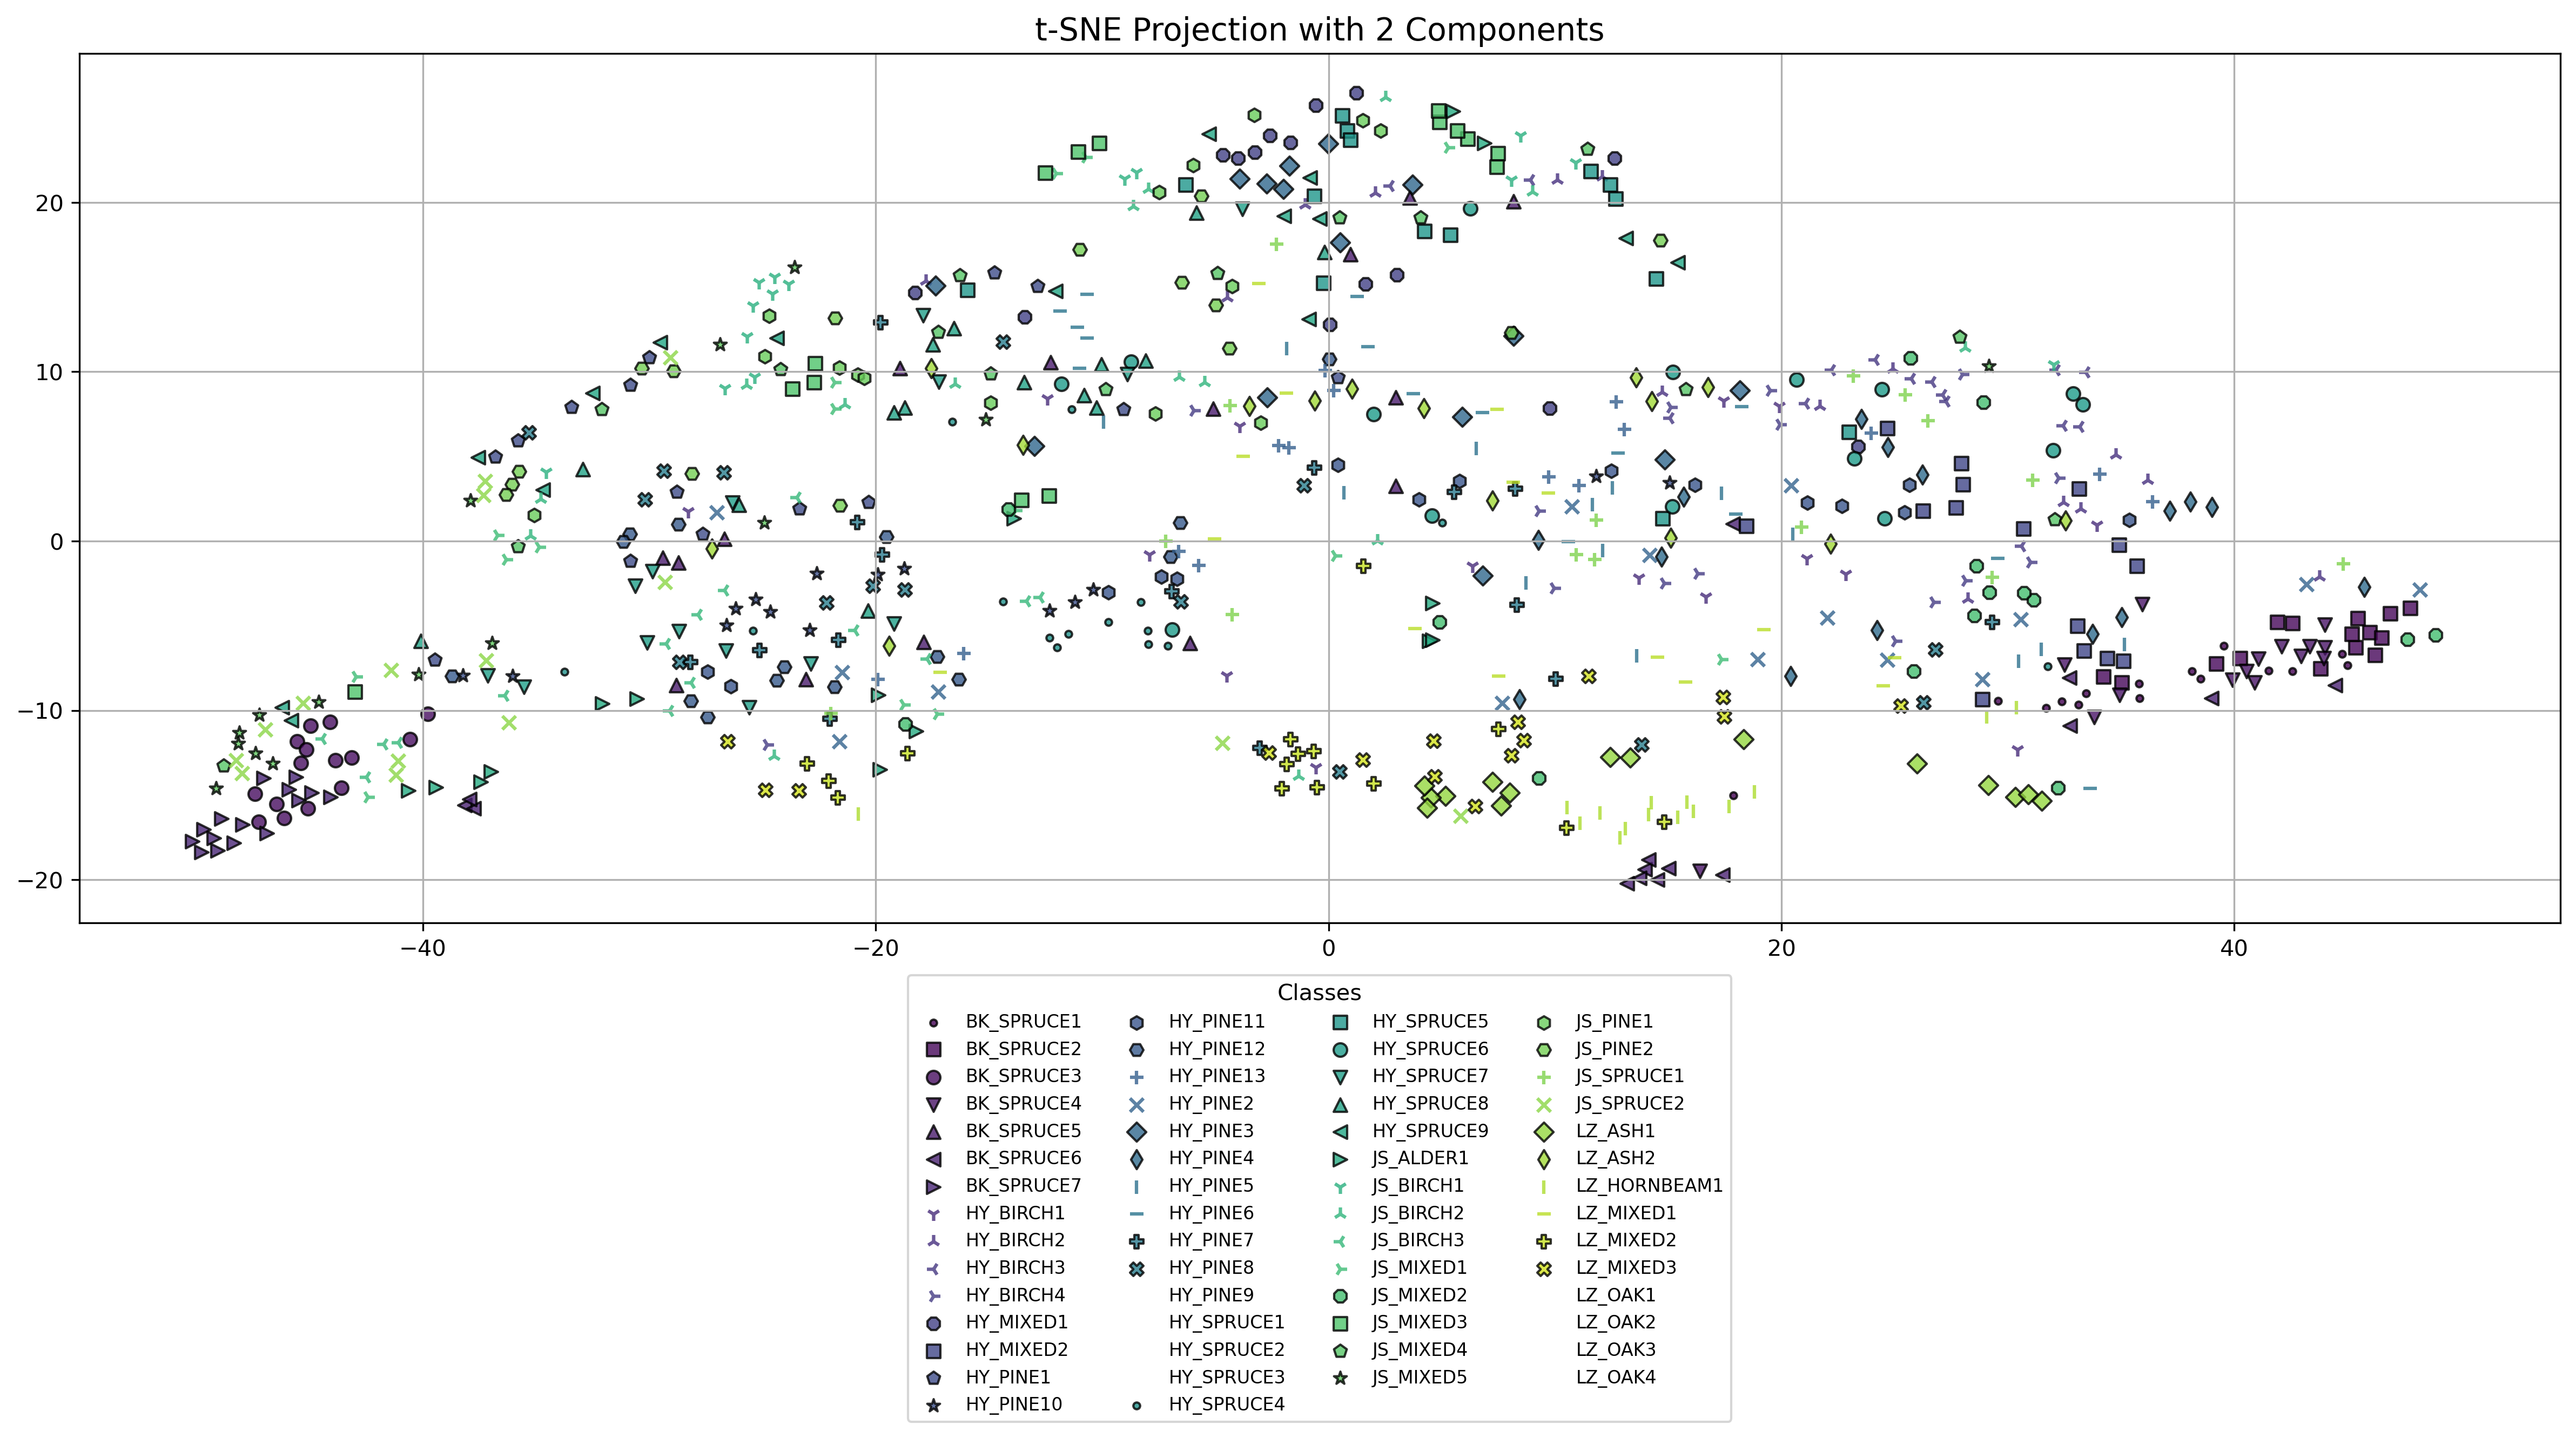 t-SNE Projection with 2 Components
20
10
0
−10
−20
−40
−20
0
20
40
Classes
BK_SPRUCE1
BK_SPRUCE2
BK_SPRUCE3
BK_SPRUCE4
BK_SPRUCE5
BK_SPRUCE6
BK_SPRUCE7
HY_BIRCH1
HY_BIRCH2
HY_BIRCH3
HY_BIRCH4
HY_MIXED1
HY_MIXED2
HY_PINE1
HY_PINE10
HY_PINE11
HY_PINE12
HY_PINE13
HY_PINE2
HY_PINE3
HY_PINE4
HY_PINE5
HY_PINE6
HY_PINE7
HY_PINE8
HY_PINE9
HY_SPRUCE1
HY_SPRUCE2
HY_SPRUCE3
HY_SPRUCE4
HY_SPRUCE5
HY_SPRUCE6
HY_SPRUCE7
HY_SPRUCE8
HY_SPRUCE9
JS_ALDER1
JS_BIRCH1
JS_BIRCH2
JS_BIRCH3
JS_MIXED1
JS_MIXED2
JS_MIXED3
JS_MIXED4
JS_MIXED5
JS_PINE1
JS_PINE2
JS_SPRUCE1
JS_SPRUCE2
LZ_ASH1
LZ_ASH2
LZ_HORNBEAM1
LZ_MIXED1
LZ_MIXED2
LZ_MIXED3
LZ_OAK1
LZ_OAK2
LZ_OAK3
LZ_OAK4